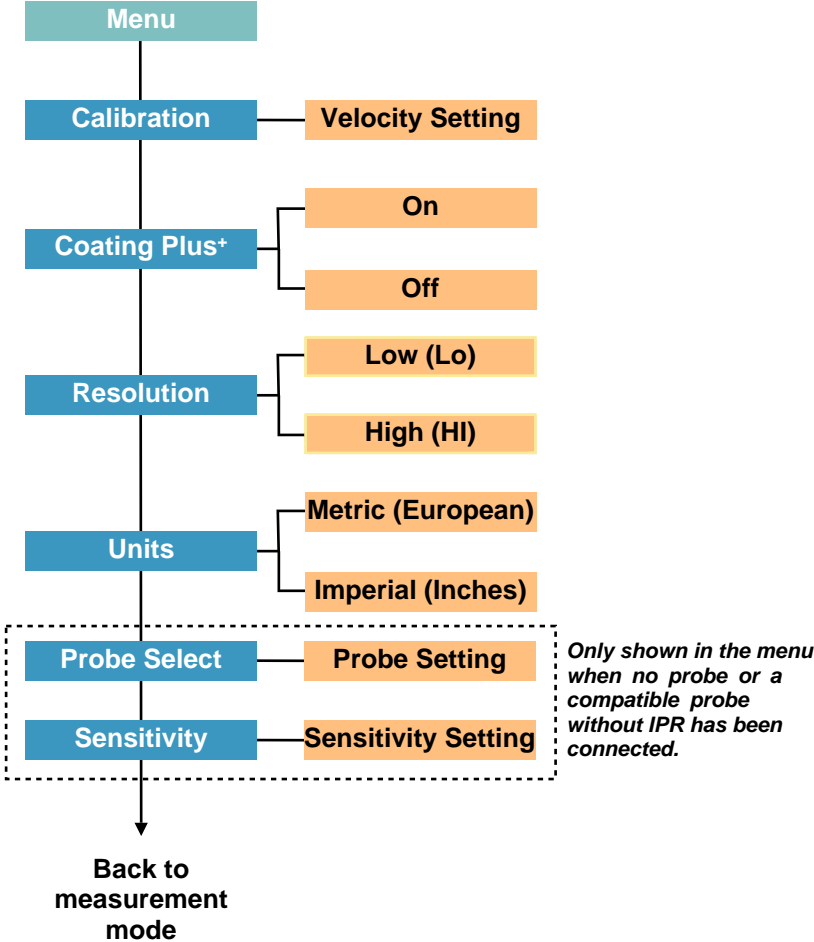 Menu
Calibration
Velocity Setting
Coating Plus⁺
On
Off
Resolution
Low (Lo)
High (HI)
Units
Metric (European)
Imperial (Inches)
Probe Select
Probe Setting
Sensitivity
Sensitivity Setting
Only shown in the menu
when no probe or a
compatible probe
without IPR has been
connected.
Back to
measurement
mode